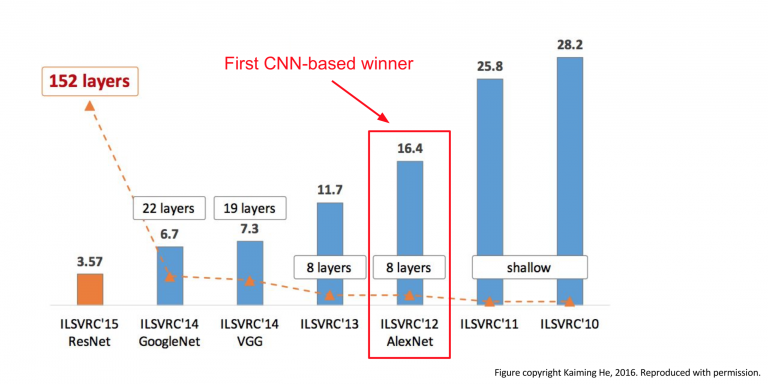 First CNN-based winner
152 layers
28.2
25.8
16.4
11.7
22 layers
19 layers
6.7
7.3
3.57
8 layers
8 layers
shallow
ILSVRC'15
ResNet
ILSVRC'14
GoogleNet
ILSVRC'14
VGG
ILSVRC'13
ILSVRC'12
AlexNet
ILSVRC'11
ILSVRC'10
Figure copyright Kaiming He, 2016. Reproduced with permission.